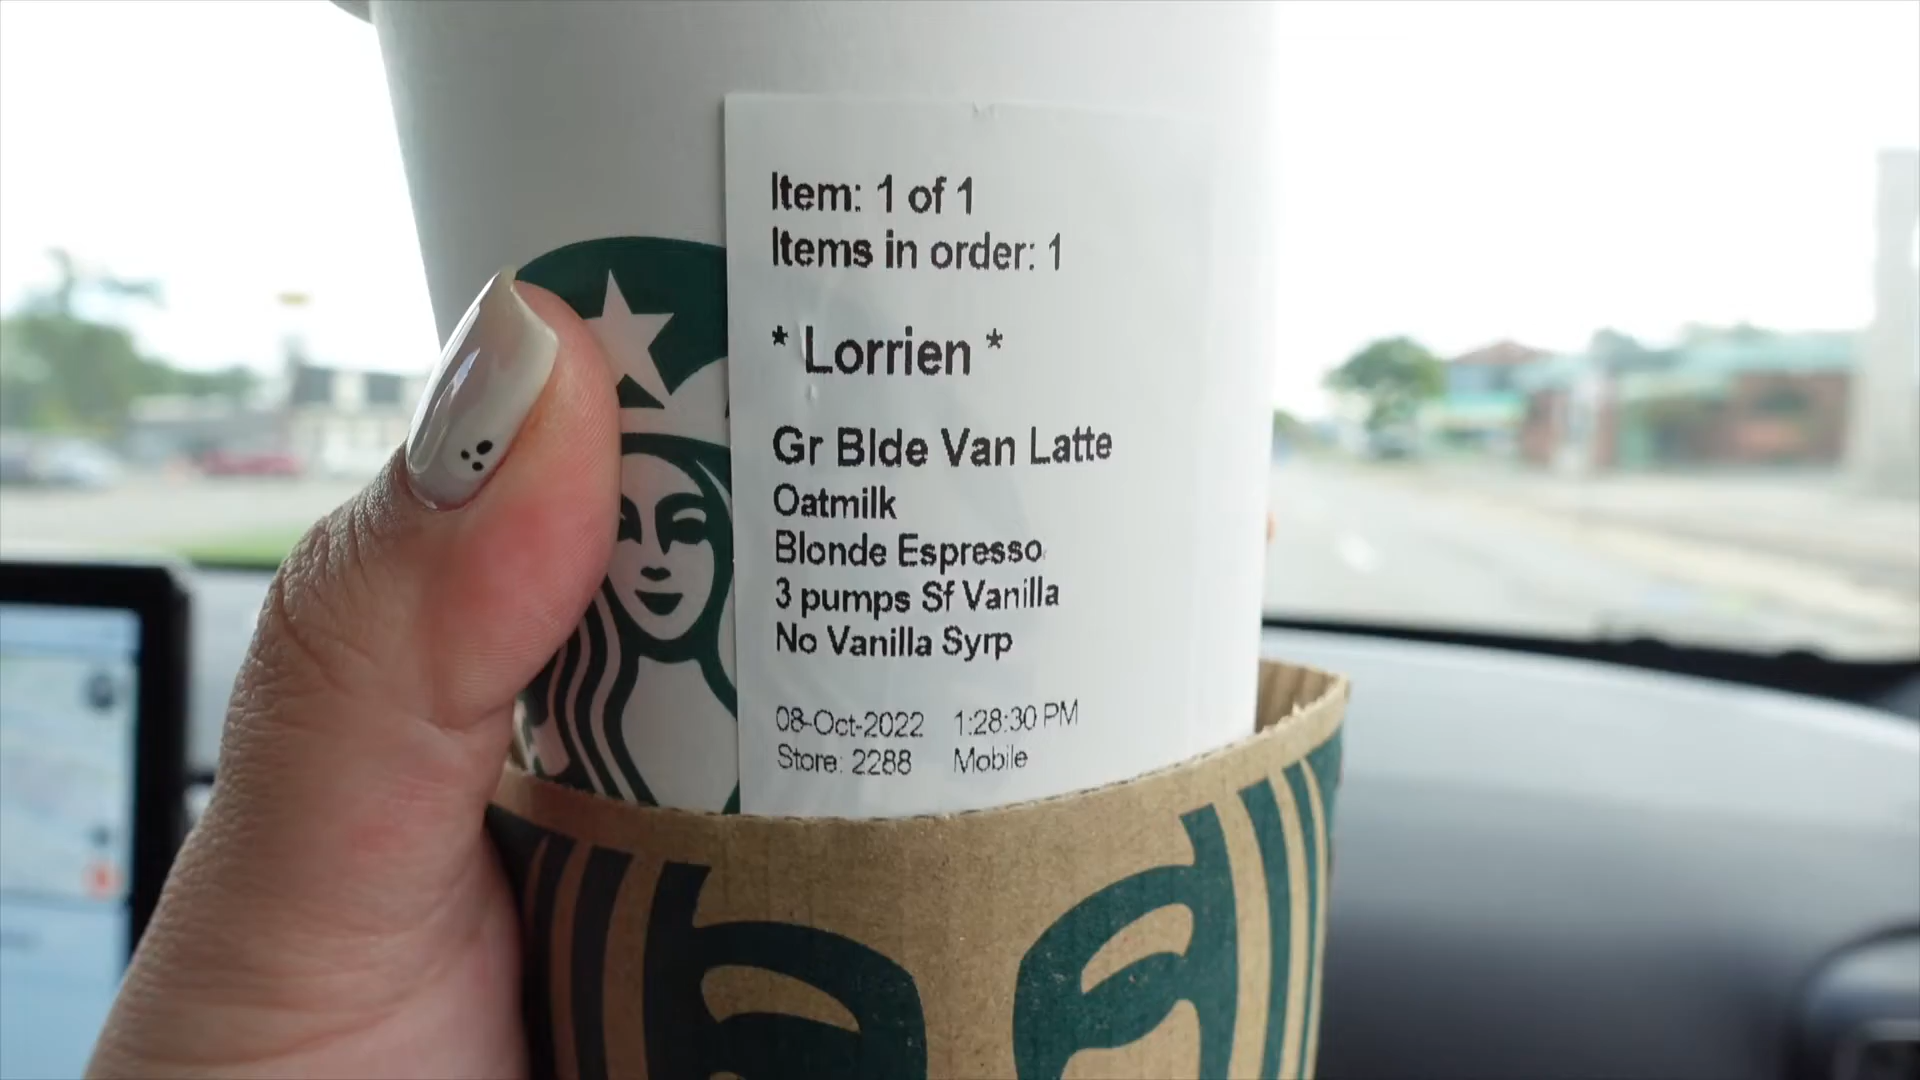 Item: 1 of 1
Items in order: 1
* Lorrien *
Gr Blde Van Latte
Oatmilk
Blonde Espresso
3 pumps Sf Vanilla
No Vanilla Syrp
08-Oct-2022 1:28:30 PM
Store: 2288 Mobile